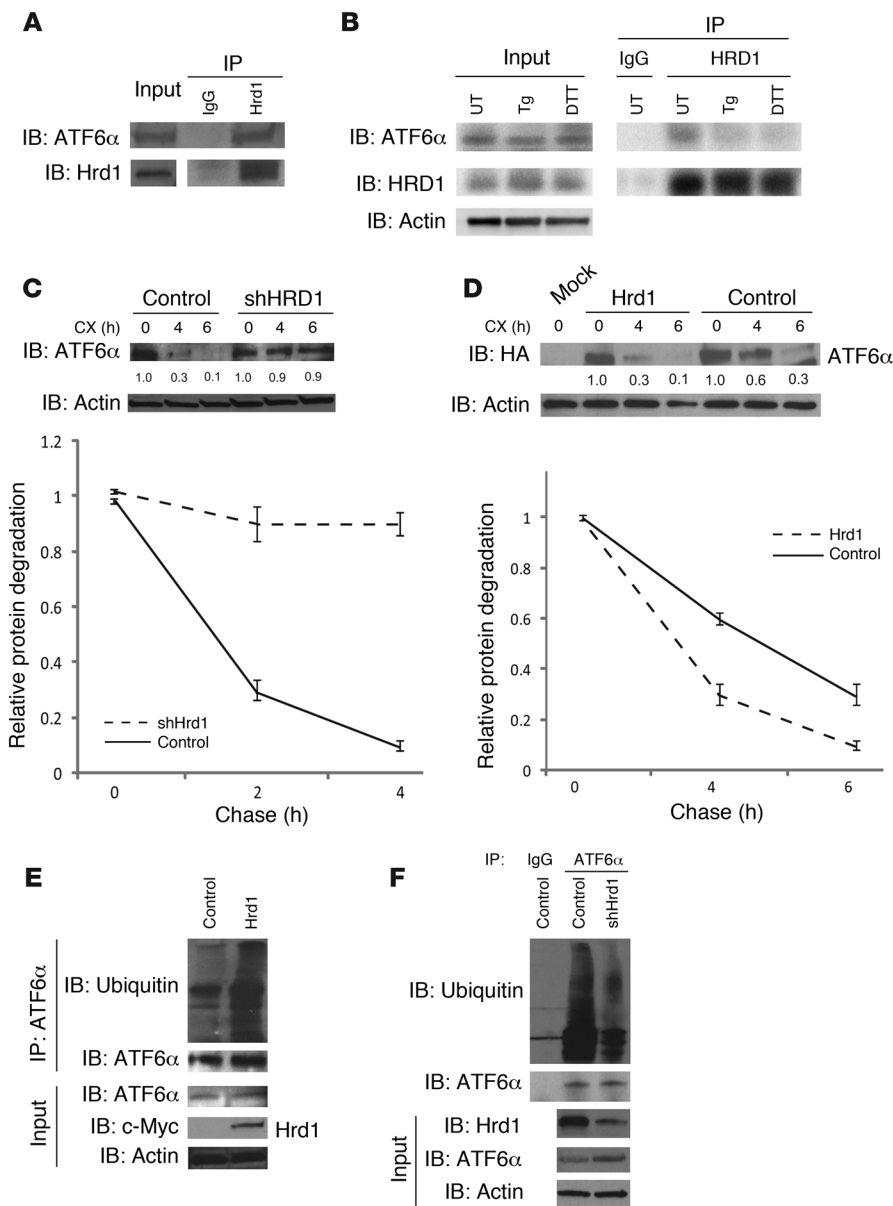 A
IP
Input
IgG
Hrd1
IB: ATF6α
IB: Hrd1
B
IP
Input
IgG
HRD1
UT
Tg
DTT
UT
UT
Tg
DTT
IB: ATF6α
IB: HRD1
IB: Actin
C
Control
shHRD1
CX (h)
0 4 6 0 4 6
IB: ATF6α
1.0 0.3 0.1 1.0 0.9 0.9
IB: Actin
1.2
1
0.8
0.6
0.4
0.2
0
Relative protein degradation
shHrd1
Control
0 2 4
Chase (h)
D
Mock
Hrd1
Control
CX (h)
0 0 4 6 0 4 6
IB: HA
ATF6α
1.0 0.3 0.1 1.0 0.6 0.3
IB: Actin
1
0.8
0.6
0.4
0.2
0
Relative protein degradation
Hrd1
Control
0 4 6
Chase (h)
E
Control
Hrd1
IP: ATF6α
IB: Ubiquitin
IB: ATF6α
Input
IB: ATF6α
IB: c-Myc
Hrd1
IB: Actin
F
IP: IgG ATF6α
Control
Control
shHrd1
IB: Ubiquitin
IB: ATF6α
Input
IB: Hrd1
IB: ATF6α
IB: Actin